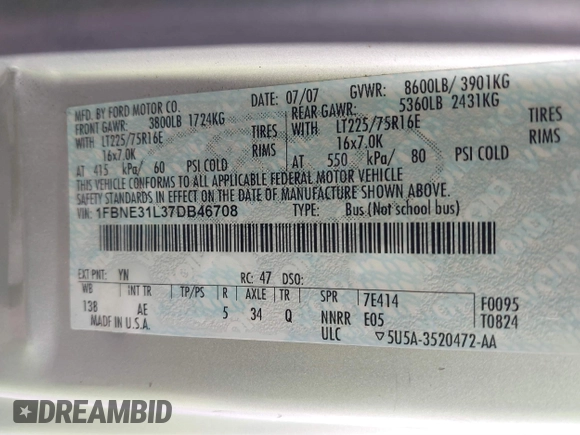 MFD. BY FORD MOTOR CO.
DATE: 07/07 GVWR: 8600LB/ 3901KG
FRONT GAWR: 3800LB 1724KG REAR GAWR: 5360LB 2431KG
WITH LT225/75R16E TIRES WITH LT225/75R16E TIRES
16x7.0K RIMS 16x7.0K RIMS
AT 415 kPa/ 60 PSI COLD AT 550 kPa/ 80 PSI COLD
THIS VEHICLE CONFORMS TO ALL APPLICABLE FEDERAL MOTOR VEHICLE
SAFETY STANDARDS IN EFFECT ON THE DATE OF MANUFACTURE SHOWN ABOVE.
VIN: 1FBNE31L37DB46708 TYPE: Bus (Not school bus)
EXT PNT: YN RC: 47 DSO:
WB INT TR TP/PS R AXLE TR SPR 7E414 F0095
138 AE 5 34 Q NNRR E05 T0824
MADE IN U.S.A. ULC ▽5U5A-3520472-AA
DREAMBID